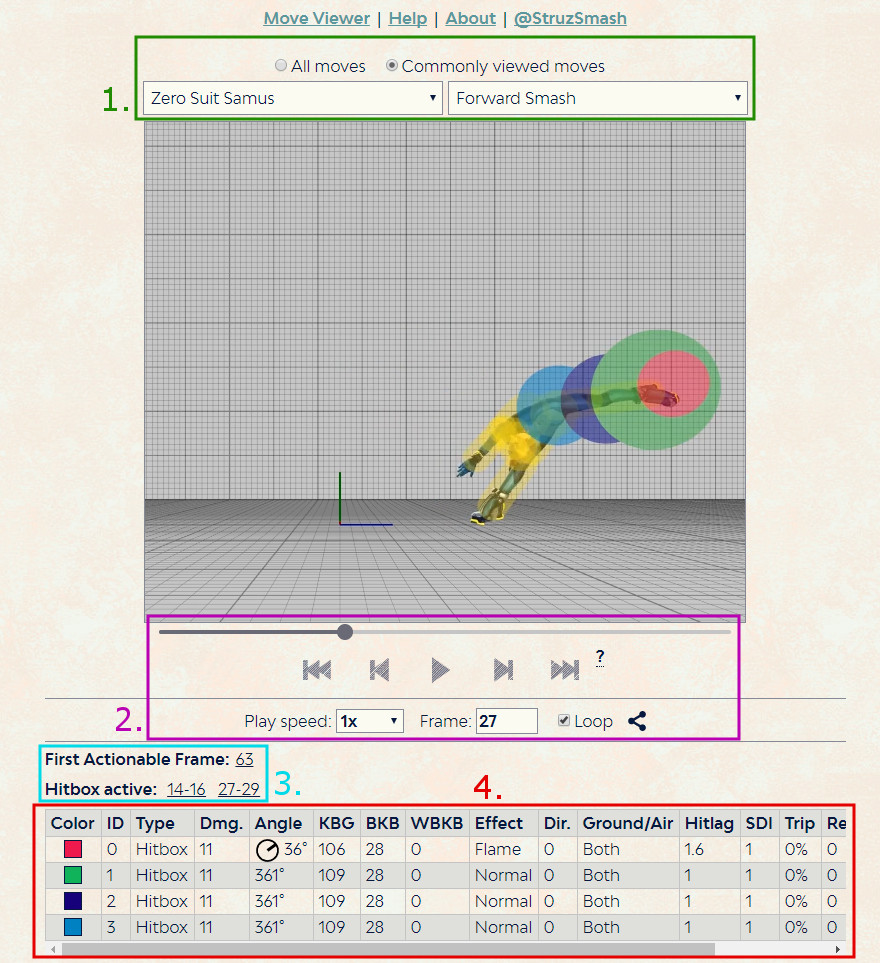 Move Viewer | Help | About | @StruzSmash
All moves Commonly viewed moves
1.
Zero Suit Samus Forward Smash
?
2.
Play speed: 1x Frame: 27 Loop
First Actionable Frame: 63
Hitbox active: 14-16 27-29
3.
4.
Color ID Type Dmg. Angle KBG BKB WBKB Effect Dir. Ground/Air Hitlag SDI Trip Re
0 Hitbox 11 36° 106 28 0 Flame 0 Both 1.6 1 0% 0
1 Hitbox 11 361° 109 28 0 Normal 0 Both 1 1 0% 0
2 Hitbox 11 361° 109 28 0 Normal 0 Both 1 1 0% 0
3 Hitbox 11 361° 109 28 0 Normal 0 Both 1 1 0% 0